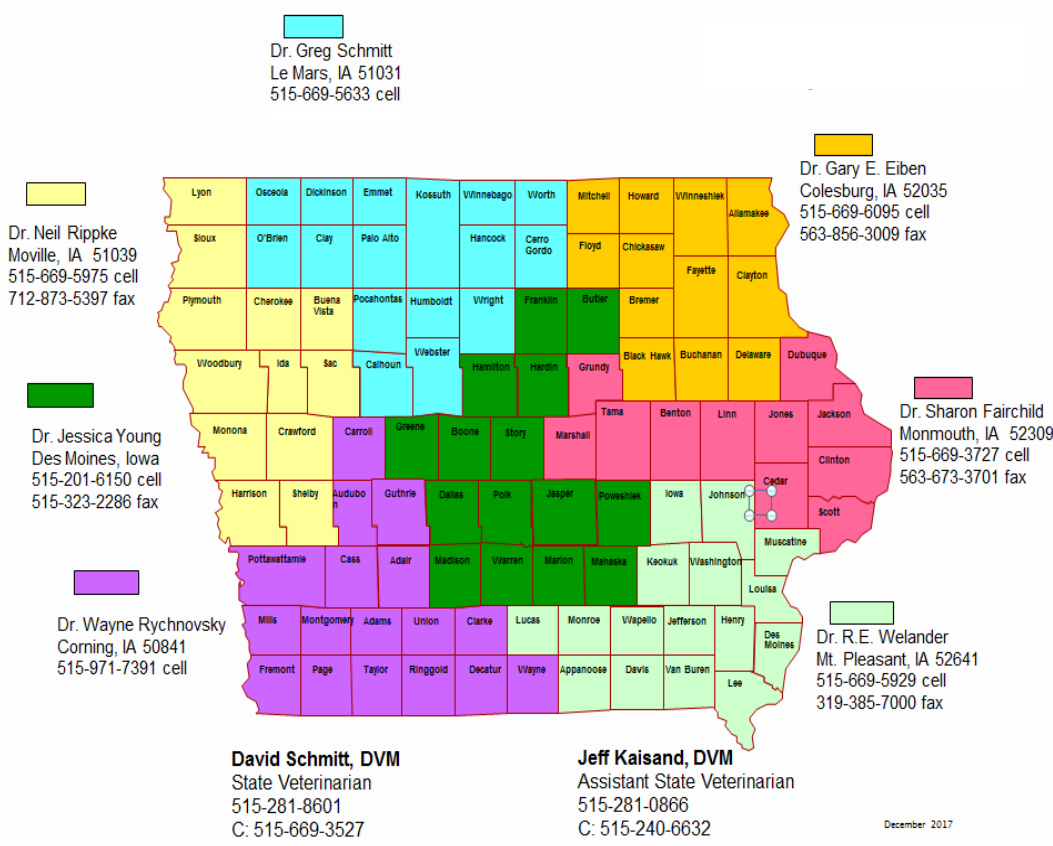 Dr. Greg Schmitt
Le Mars, IA 51031
515-669-5633 cell
Dr. Gary E. Eiben
Colesburg, IA 52035
515-669-6095 cell
563-856-3009 fax
Dr. Neil Rippke
Moville, IA 51039
515-669-5975 cell
712-873-5397 fax
Dr. Jessica Young
Des Moines, Iowa
515-201-6150 cell
515-323-2286 fax
Dr. Sharon Fairchild
Monmouth, IA 52309
515-669-3727 cell
563-673-3701 fax
Dr. Wayne Rychnovsky
Corning, IA 50841
515-971-7391 cell
Dr. R.E. Welander
Mt. Pleasant, IA 52641
515-669-5929 cell
319-385-7000 fax
Lyon
Osceola
Dickinson
Emmet
Kossuth
Winnebago
Worth
Mitchell
Howard
Winneshiek
Allamakee
Sioux
O'Brien
Clay
Palo Alto
Hancock
Cerro
Gordo
Floyd
Chickasaw
Fayette
Clayton
Plymouth
Cherokee
Buena
Vista
Pocahontas
Humboldt
Wright
Franklin
Butler
Bremer
Woodbury
Ida
Sac
Calhoun
Webster
Hamilton
Hardin
Grundy
Black Hawk
Buchanan
Delaware
Dubuque
Monona
Crawford
Carroll
Greene
Boone
Story
Marshall
Tama
Benton
Linn
Jones
Jackson
Clinton
Harrison
Shelby
Audubo
n
Guthrie
Dallas
Polk
Jasper
Poweshiek
Iowa
Johnson
Cedar
Scott
Muscatine
Pottawattamie
Cass
Adair
Madison
Warren
Marion
Mahaska
Keokuk
Washington
Louisa
Mills
Montgomery
Adams
Union
Clarke
Lucas
Monroe
Wapello
Jefferson
Henry
Des
Moines
Fremont
Page
Taylor
Ringgold
Decatur
Wayne
Appanoose
Davis
Van Buren
Lee
David Schmitt, DVM
State Veterinarian
515-281-8601
C: 515-669-3527
Jeff Kaisand, DVM
Assistant State Veterinarian
515-281-0866
C: 515-240-6632
December 2017